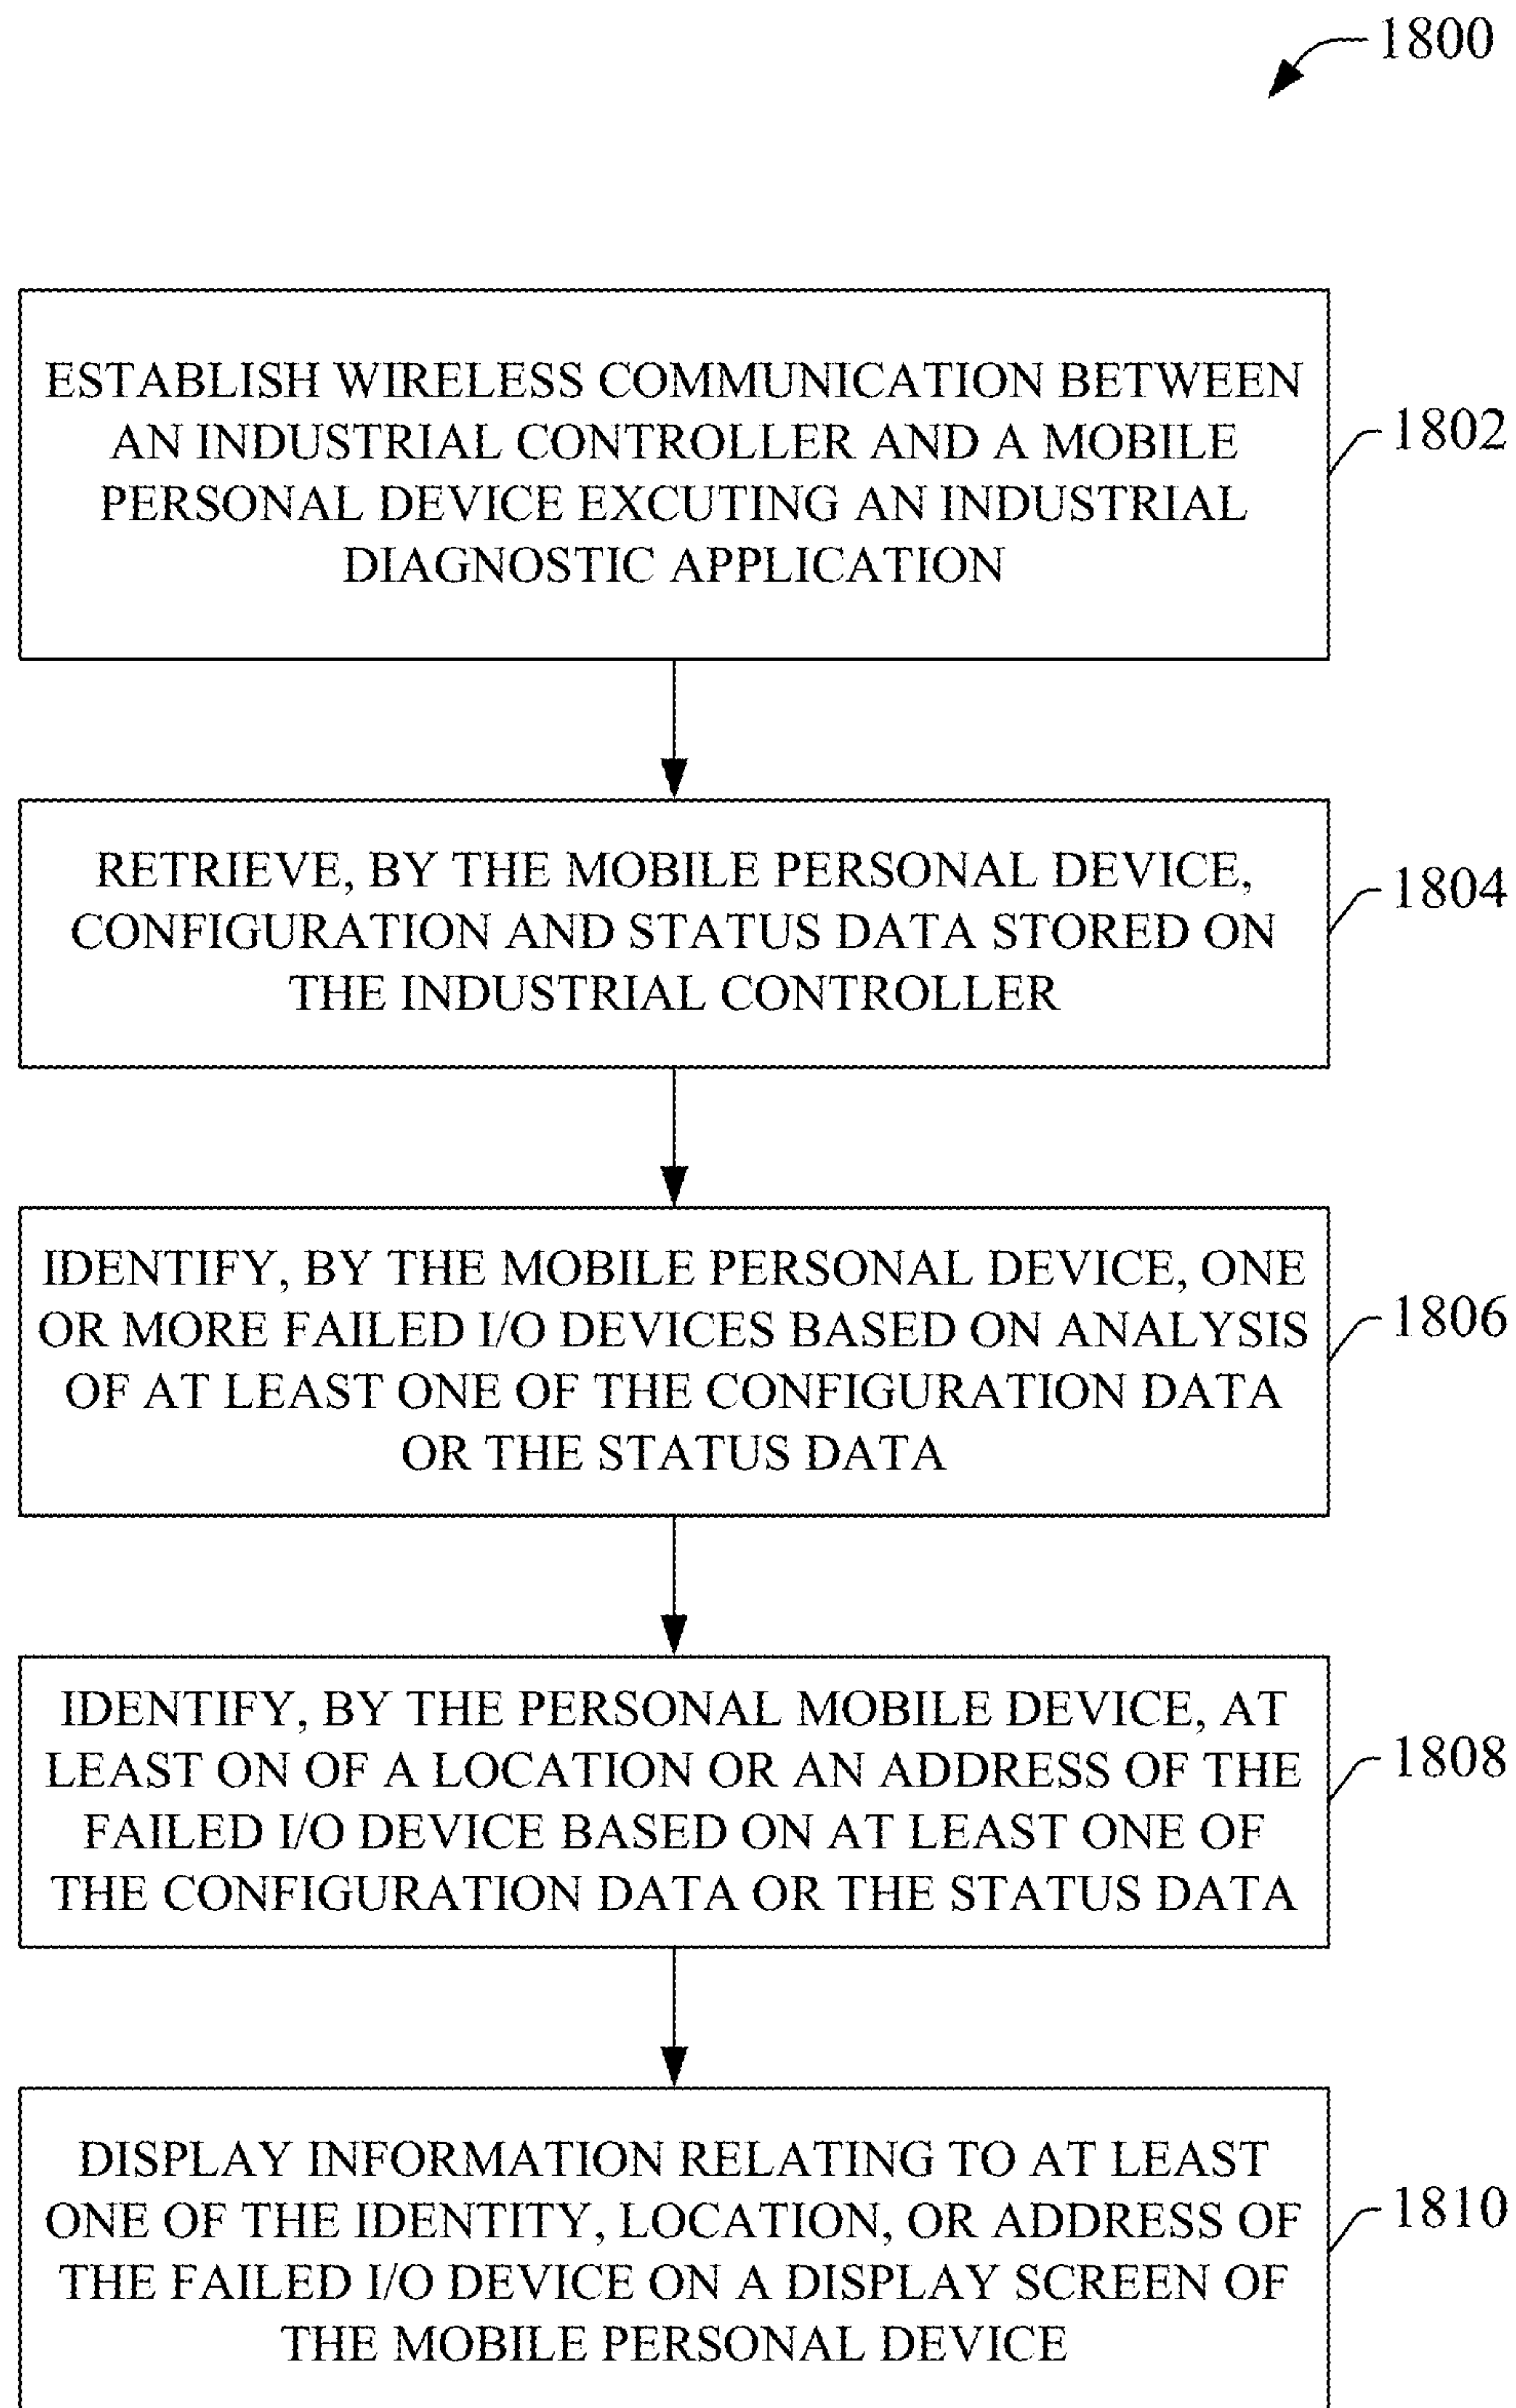 1800
ESTABLISH WIRELESS COMMUNICATION BETWEEN
AN INDUSTRIAL CONTROLLER AND A MOBILE
PERSONAL DEVICE EXCUTING AN INDUSTRIAL
DIAGNOSTIC APPLICATION
1802
RETRIEVE, BY THE MOBILE PERSONAL DEVICE,
CONFIGURATION AND STATUS DATA STORED ON
THE INDUSTRIAL CONTROLLER
1804
IDENTIFY, BY THE MOBILE PERSONAL DEVICE, ONE
OR MORE FAILED I/O DEVICES BASED ON ANALYSIS
OF AT LEAST ONE OF THE CONFIGURATION DATA
OR THE STATUS DATA
1806
IDENTIFY, BY THE PERSONAL MOBILE DEVICE, AT
LEAST ON OF A LOCATION OR AN ADDRESS OF THE
FAILED I/O DEVICE BASED ON AT LEAST ONE OF
THE CONFIGURATION DATA OR THE STATUS DATA
1808
DISPLAY INFORMATION RELATING TO AT LEAST
ONE OF THE IDENTITY, LOCATION, OR ADDRESS OF
THE FAILED I/O DEVICE ON A DISPLAY SCREEN OF
THE MOBILE PERSONAL DEVICE
1810